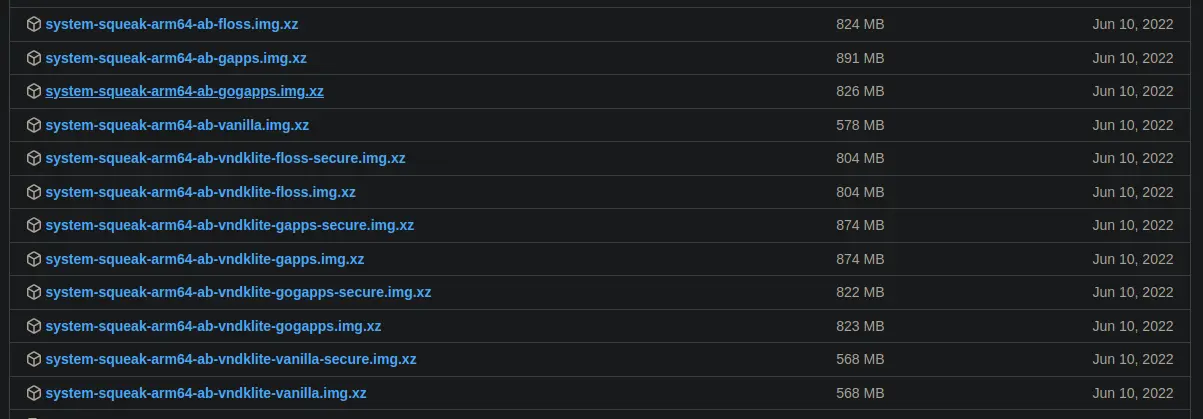 system-squeak-arm64-ab-floss.img.xz 824 MB Jun 10, 2022
system-squeak-arm64-ab-gapps.img.xz 891 MB Jun 10, 2022
system-squeak-arm64-ab-gogapps.img.xz 826 MB Jun 10, 2022
system-squeak-arm64-ab-vanilla.img.xz 578 MB Jun 10, 2022
system-squeak-arm64-ab-vndklite-floss-secure.img.xz 804 MB Jun 10, 2022
system-squeak-arm64-ab-vndklite-floss.img.xz 804 MB Jun 10, 2022
system-squeak-arm64-ab-vndklite-gapps-secure.img.xz 874 MB Jun 10, 2022
system-squeak-arm64-ab-vndklite-gapps.img.xz 874 MB Jun 10, 2022
system-squeak-arm64-ab-vndklite-gogapps-secure.img.xz 822 MB Jun 10, 2022
system-squeak-arm64-ab-vndklite-gogapps.img.xz 823 MB Jun 10, 2022
system-squeak-arm64-ab-vndklite-vanilla-secure.img.xz 568 MB Jun 10, 2022
system-squeak-arm64-ab-vndklite-vanilla.img.xz 568 MB Jun 10, 2022